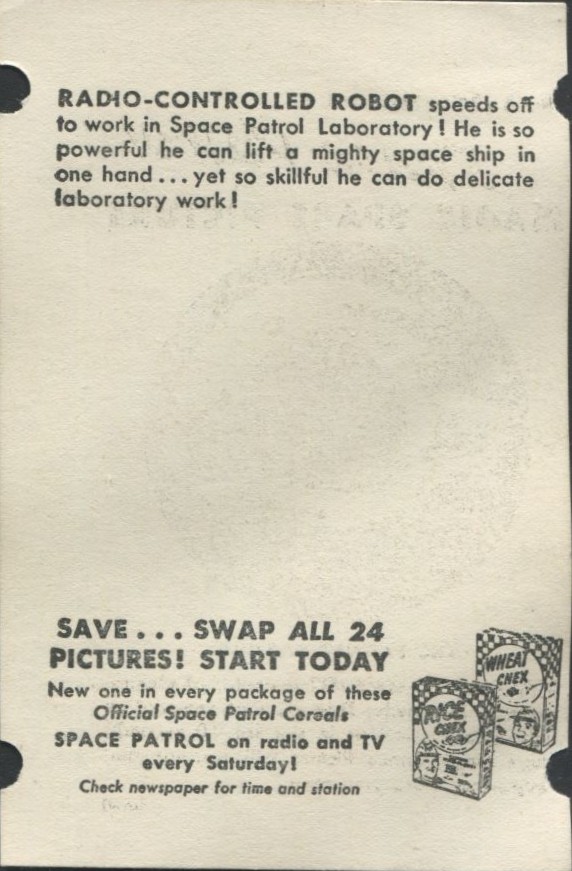 RADIO-CONTROLLED ROBOT speeds off
to work in Space Patrol Laboratory! He is so
powerful he can lift a mighty space ship in
one hand...yet so skillful he can do delicate
laboratory work!
SAVE... SWAP ALL 24
PICTURES! START TODAY
New one in every package of these
Official Space Patrol Cereals
SPACE PATROL on radio and TV
every Saturday!
Check newspaper for time and station
WHEAT
CHEX
RICE
CHEX